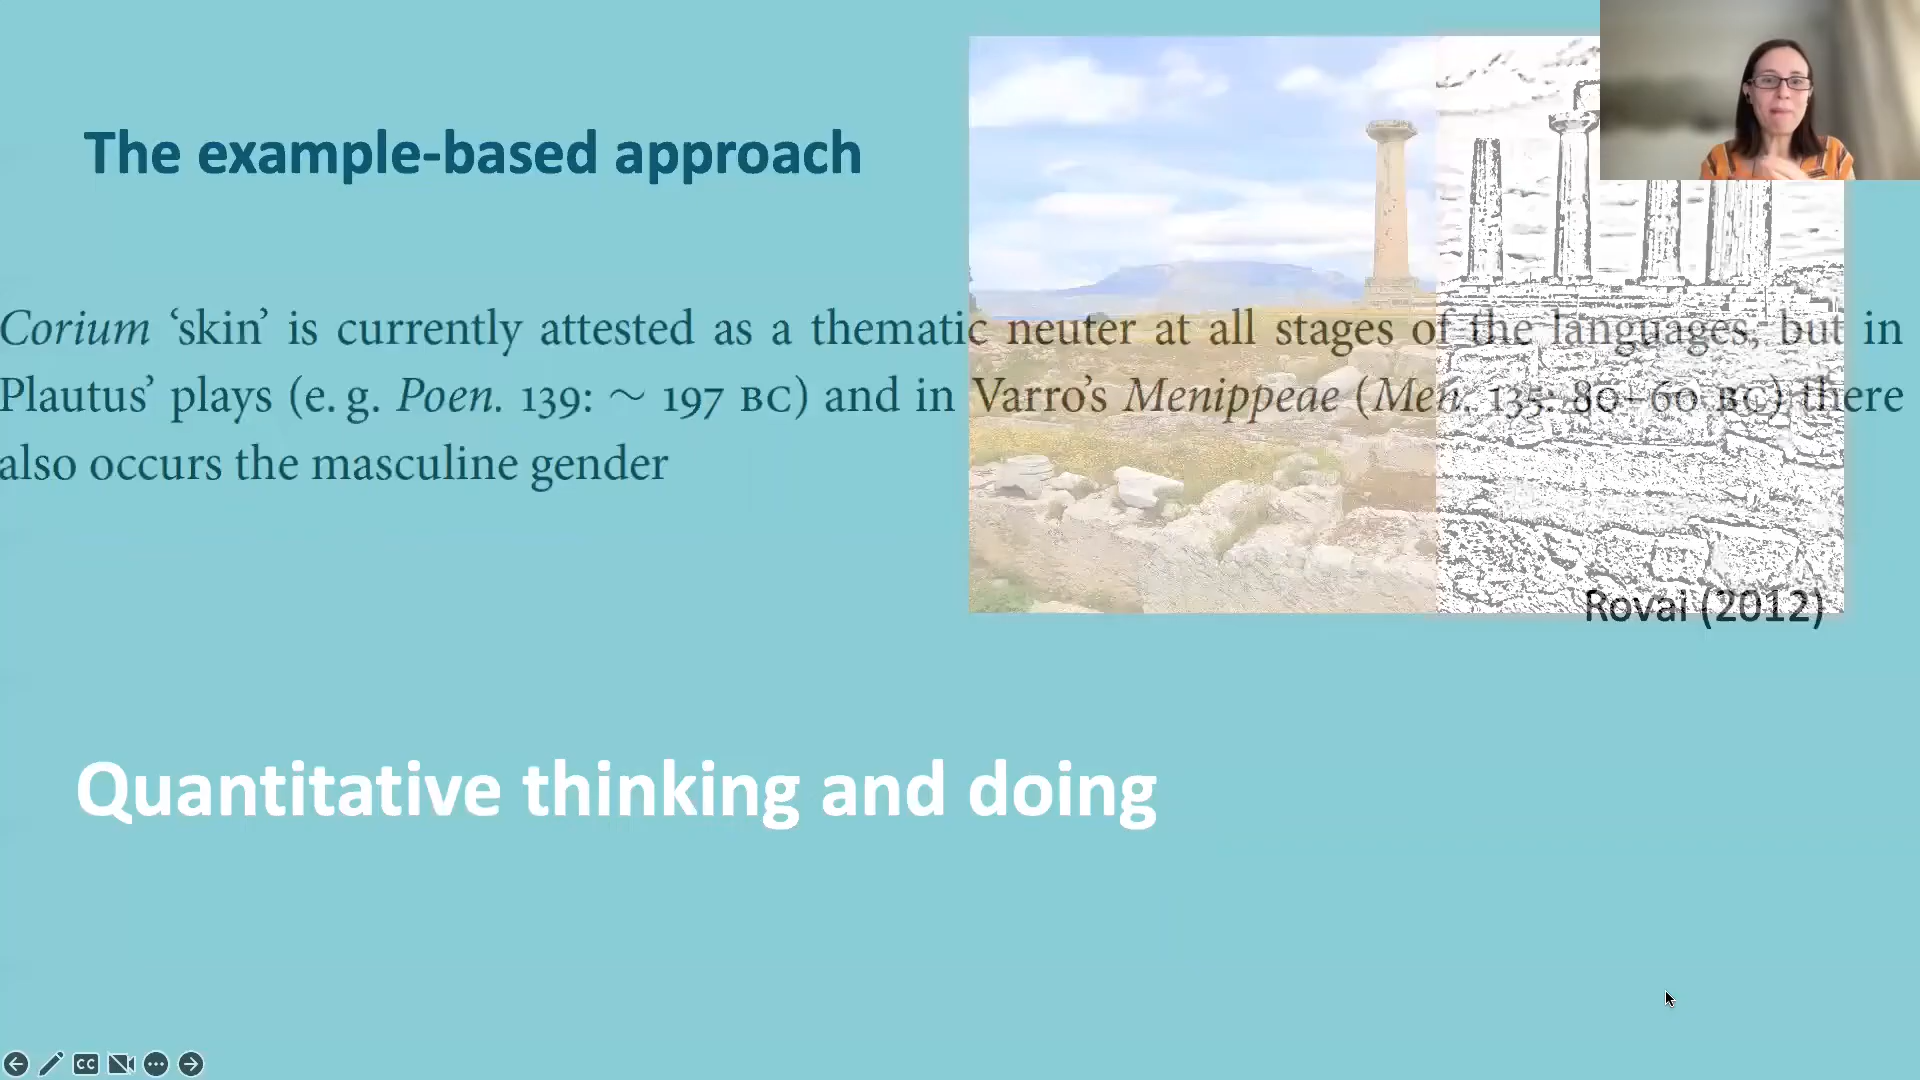 The example-based approach
Corium ‘skin’ is currently attested as a thematic neuter at all stages of the languages, but in
Plautus’ plays (e. g. Poen. 139: ∼ 197 BC) and in Varro’s Menippeae (Men. 135: 80–60 BC) there
also occurs the masculine gender
Rovai (2012)
Quantitative thinking and doing
CC